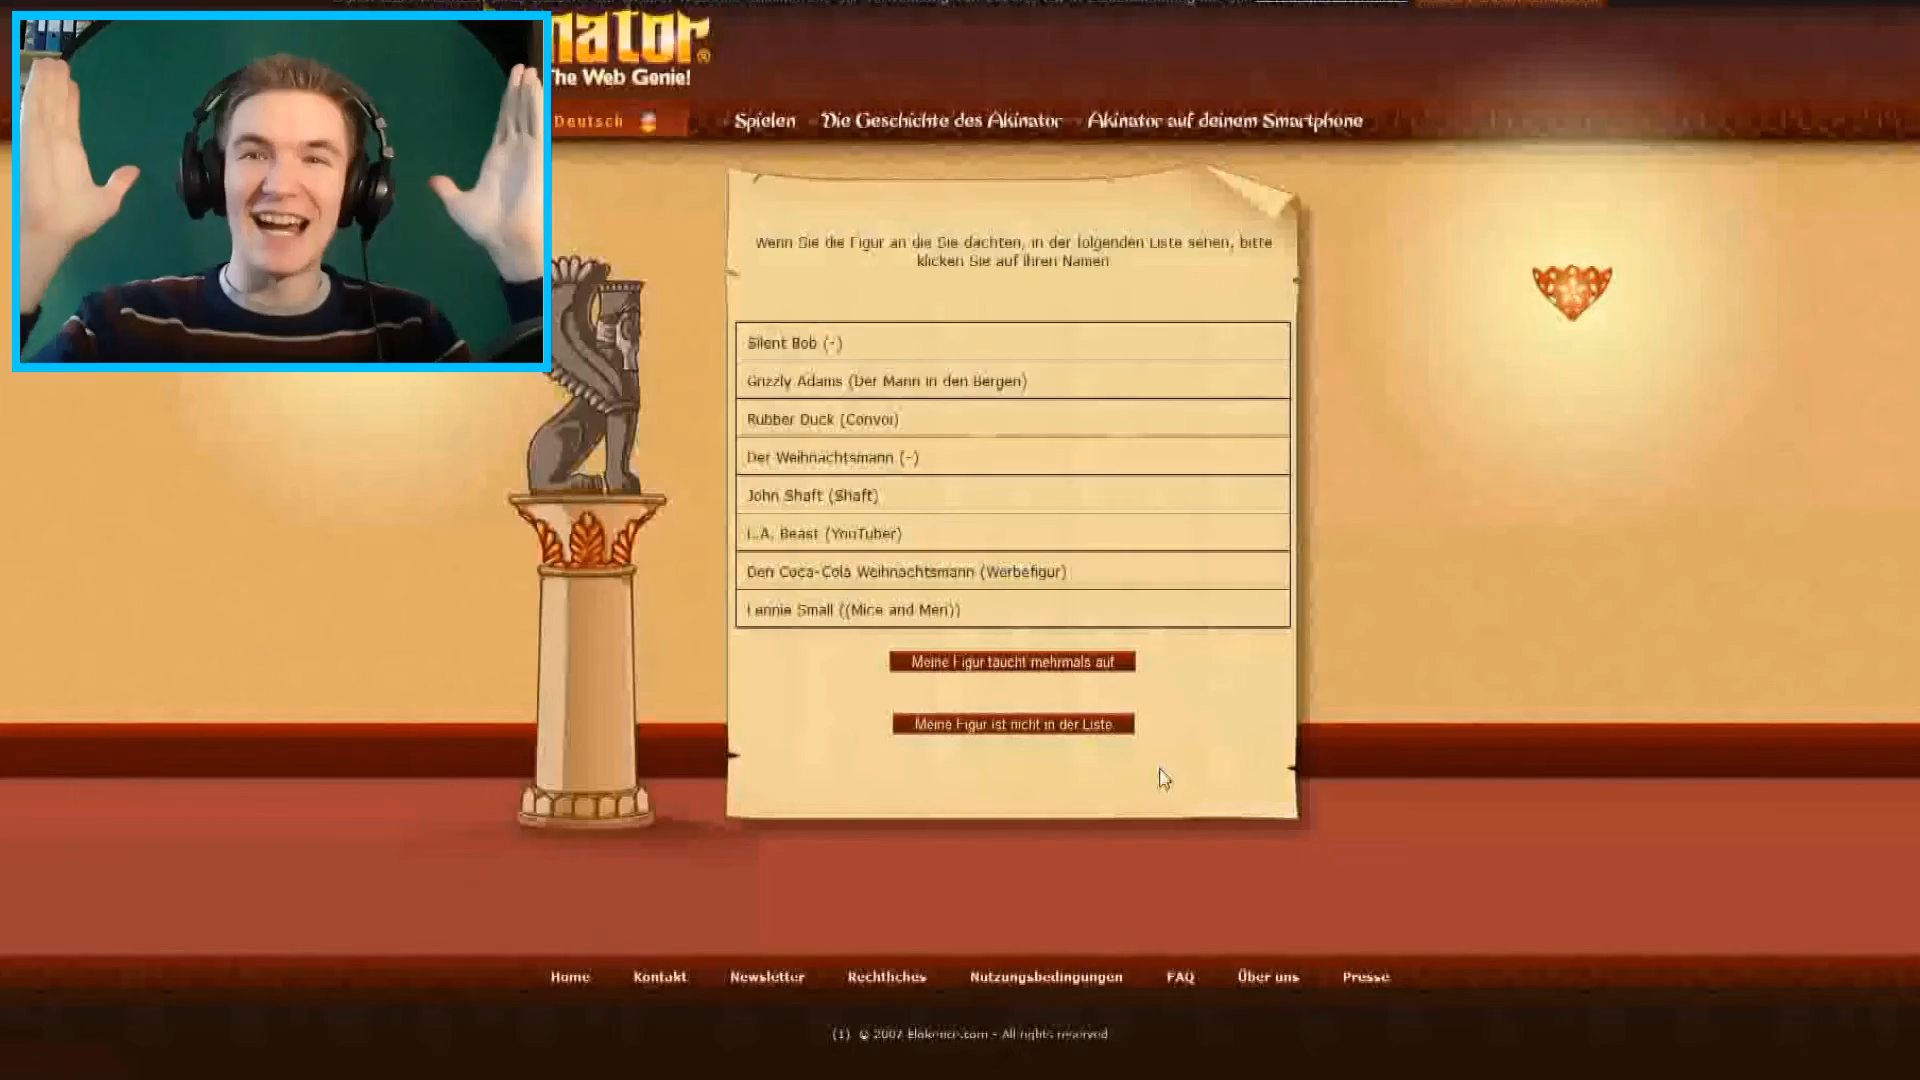 nator®
The Web Genie!
Deutsch
Spielen
Die Geschichte des Akinator
Akinator auf deinem Smartphone
Wenn Sie die Figur an die Sie dachten, in der folgenden Liste sehen, bitte
klicken Sie auf ihren Namen
Silent Bob (-)
Grizzly Adams (Der Mann in den Bergen)
Rubber Duck (Convoi)
Der Weihnachtsmann (-)
John Shaft (Shaft)
L.A. Beast (YouTuber)
Den Coca-Cola Weihnachtsmann (Werbefigur)
Lennie Small ((Mice and Men))
Meine Figur taucht mehrmals auf
Meine Figur ist nicht in der Liste
Home Kontakt Newsletter Rechtliches Nutzungsbedingungen FAQ Über uns Presse
(1) © 2007 Elokence.com - All rights reserved